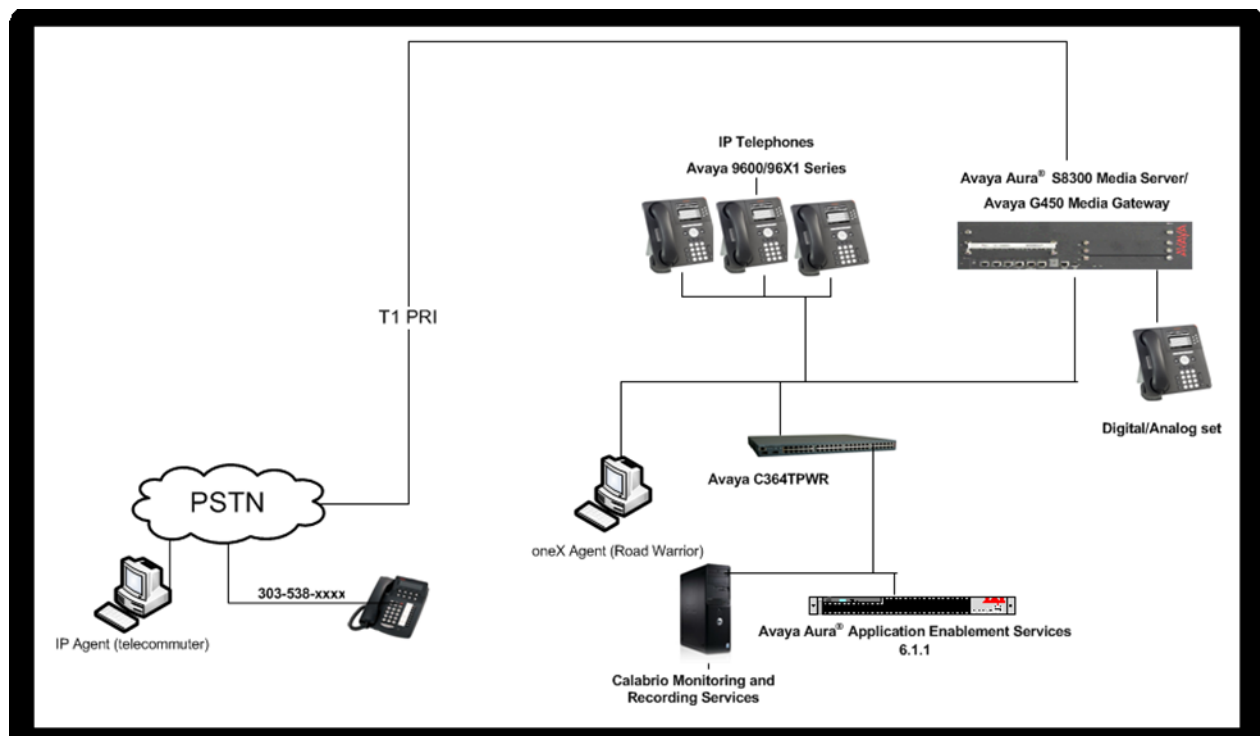 IP Telephones
Avaya 9600/96X1 Series
Avaya Aura® S8300 Media Server/
Avaya G450 Media Gateway
AVAYA
T1 PRI
Digital/Analog set
Avaya C364TPWR
PSTN
oneX Agent (Road Warrior)
303-538-xxxx
IP Agent (telecommuter)
Avaya Aura® Application Enablement Services
6.1.1
Calabrio Monitoring and
Recording Services